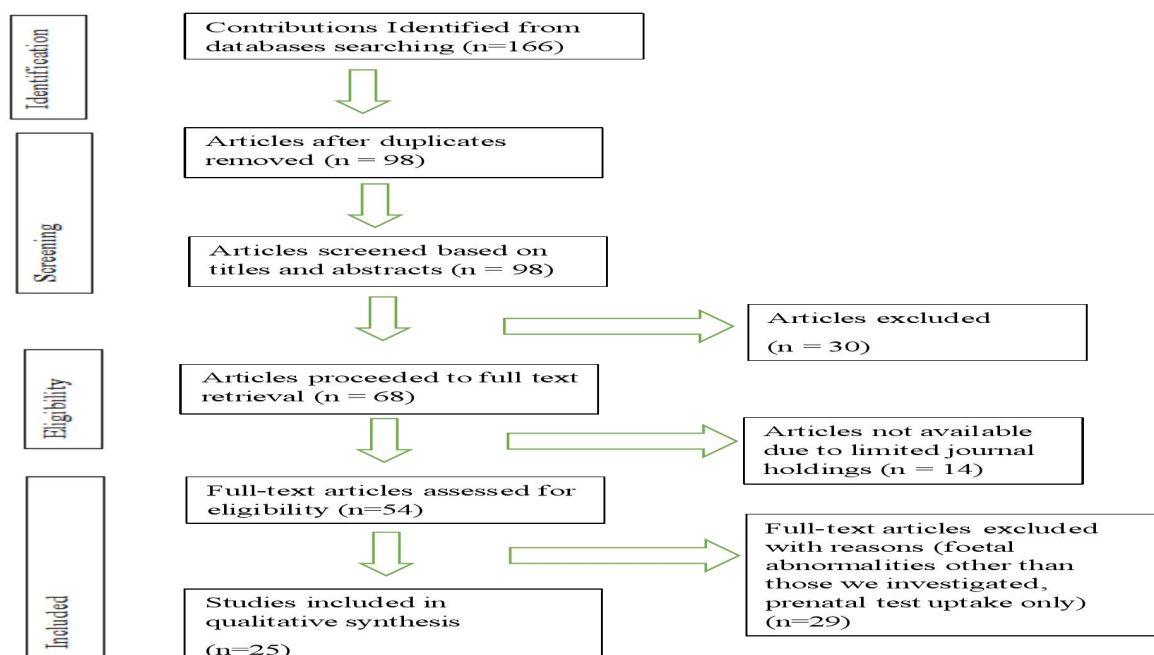 Identification
Contributions Identified from
databases searching (n=166)
Screening
Articles after duplicates
removed (n = 98)
Articles screened based on
titles and abstracts (n = 98)
Articles excluded
(n = 30)
Eligibility
Articles proceeded to full text
retrieval (n = 68)
Articles not available
due to limited journal
holdings (n = 14)
Included
Full-text articles assessed for
eligibility (n=54)
Full-text articles excluded
with reasons (foetal
abnormalities other than
those we investigated,
prenatal test uptake only)
(n=29)
Studies included in
qualitative synthesis
(n=25)